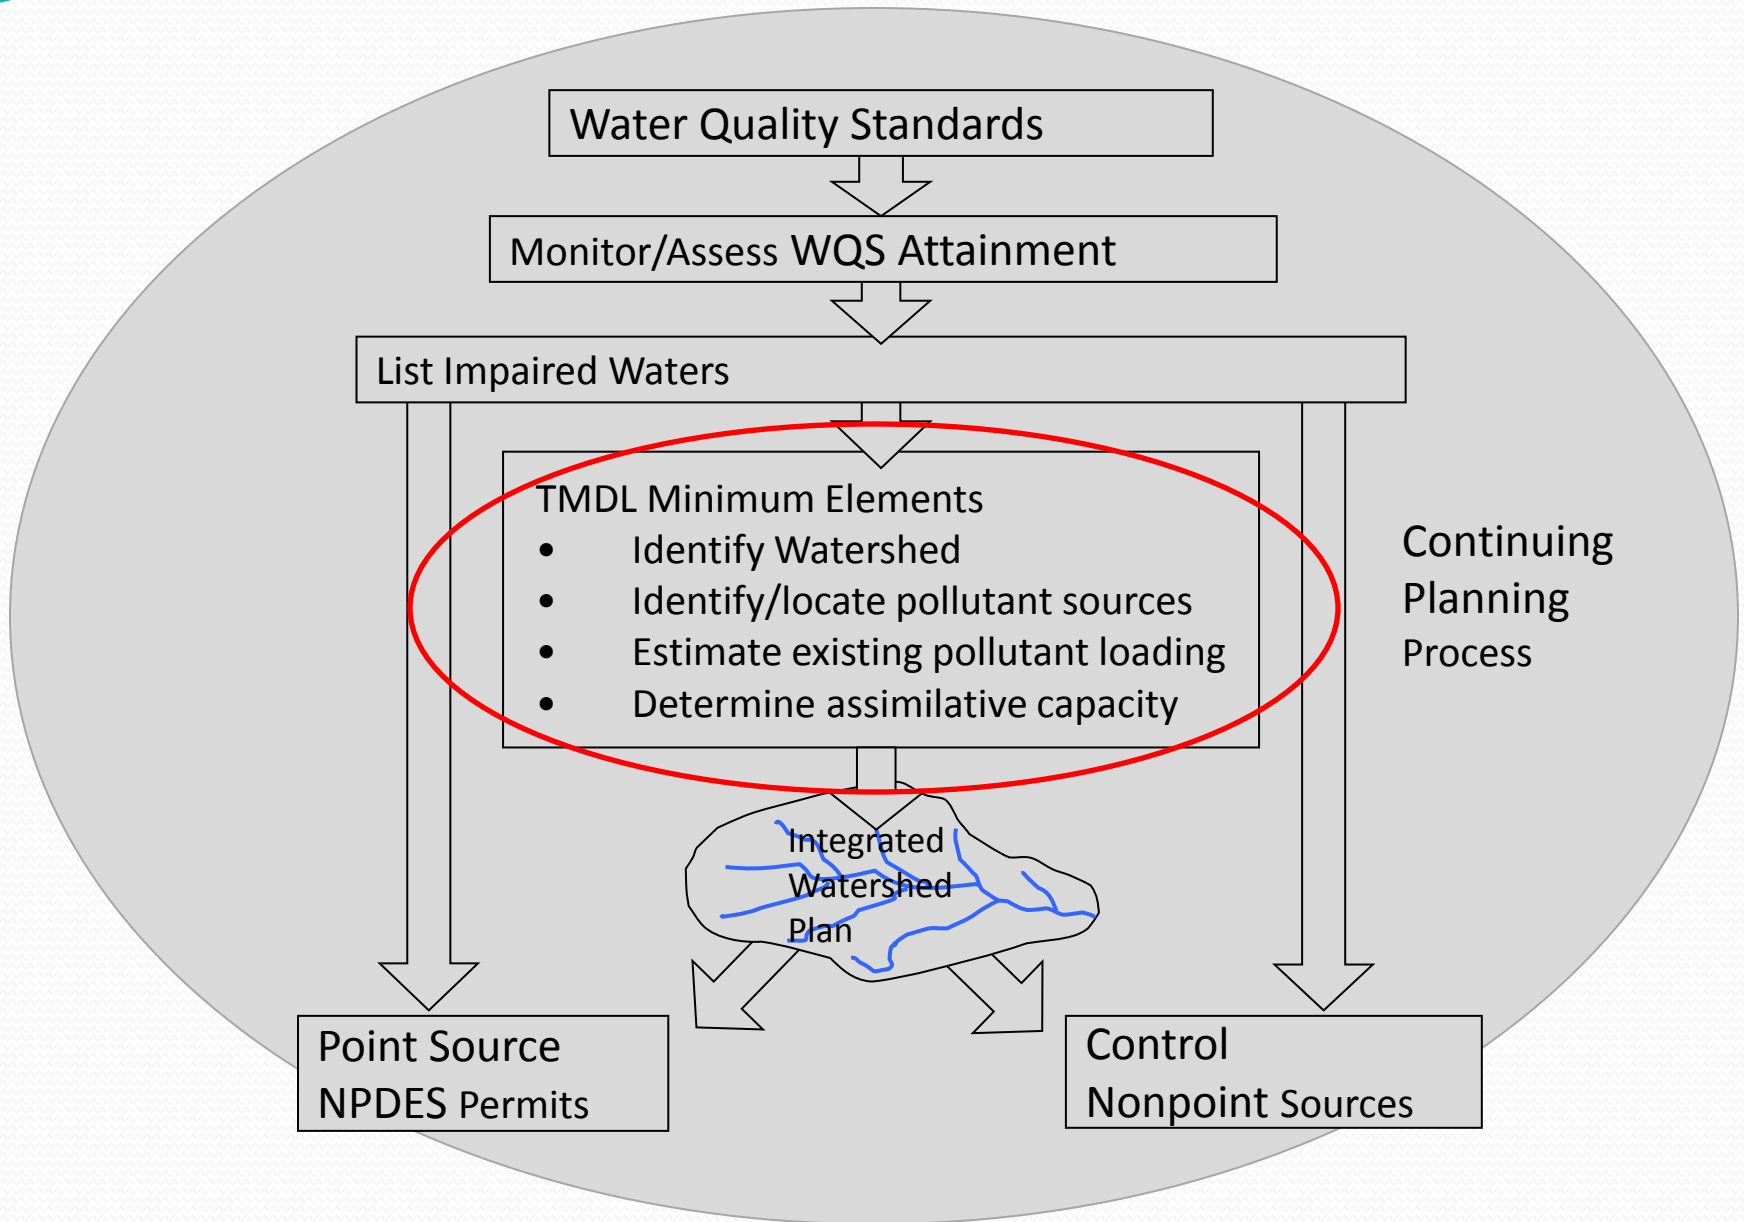 Water Quality Standards
Monitor/Assess WQS Attainment
List Impaired Waters
TMDL Minimum Elements
• Identify Watershed
• Identify/locate pollutant sources
• Estimate existing pollutant loading
• Determine assimilative capacity
Continuing
Planning
Process
Integrated
Watershed
Plan
Point Source
NPDES Permits
Control
Nonpoint Sources